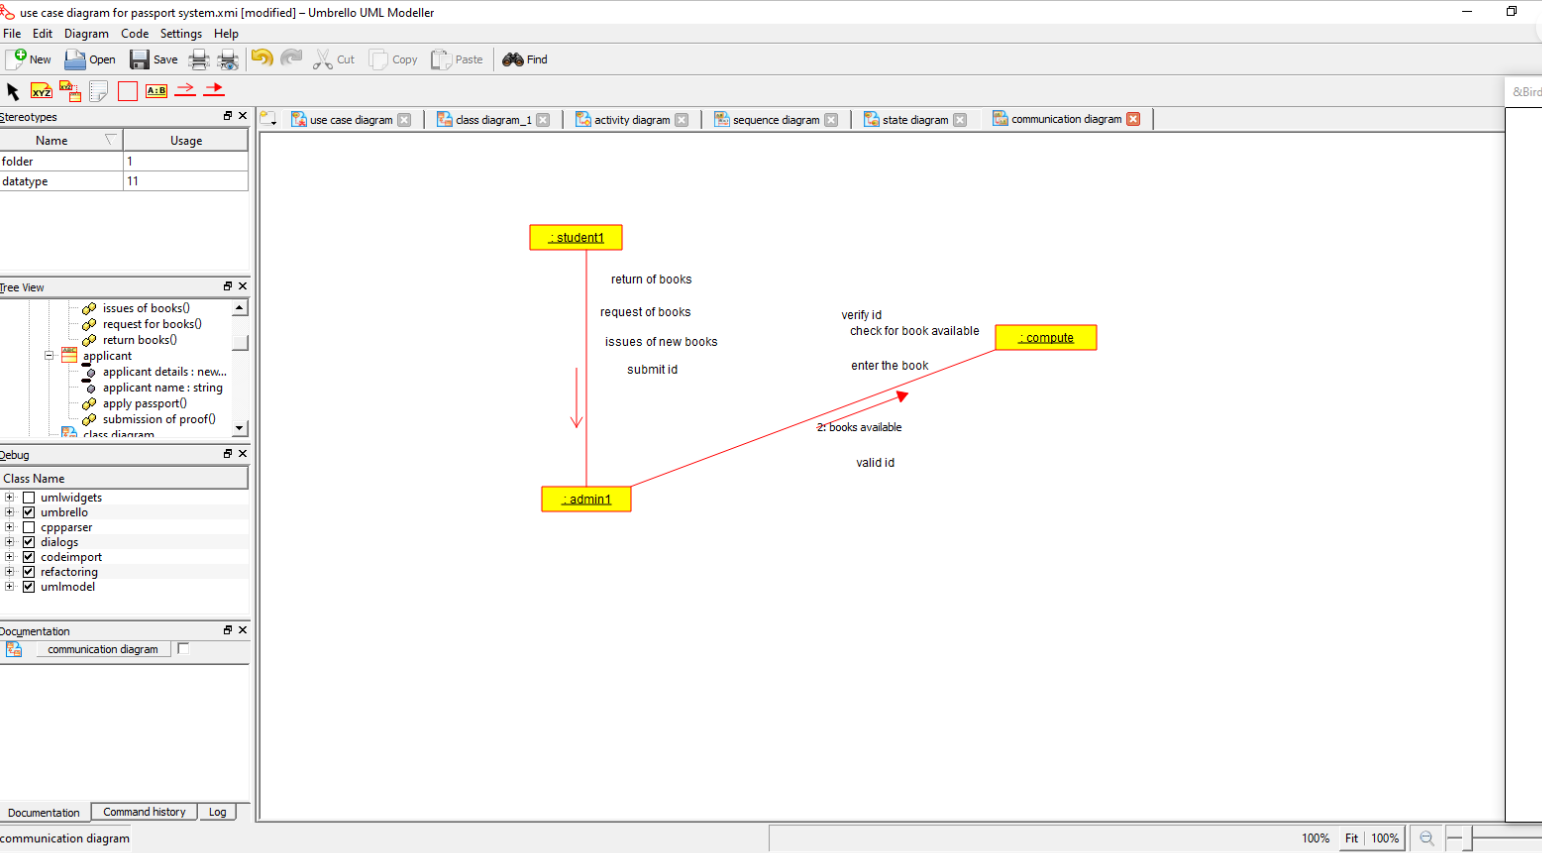 use case diagram for passport system.xmi [modified] – Umbrello UML Modeller
File Edit Diagram Code Settings Help
New Open Save Cut Copy Paste Find
XYZ A:B
Stereotypes
Name Usage
folder 1
datatype 11
Tree View
issues of books()
request for books()
return books()
applicant
applicant details : new...
applicant name : string
apply passport()
submission of proof()
class diagram
Debug
Class Name
umlwidgets
umbrello
cppparser
dialogs
codeimport
refactoring
umlmodel
Documentation
communication diagram
Documentation Command history Log
communication diagram
use case diagram class diagram_1 activity diagram sequence diagram state diagram communication diagram
&Bird
: student1
return of books
request of books
issues of new books
submit id
verify id
check for book available
: compute
enter the book
2: books available
valid id
: admin1
100% Fit 100%